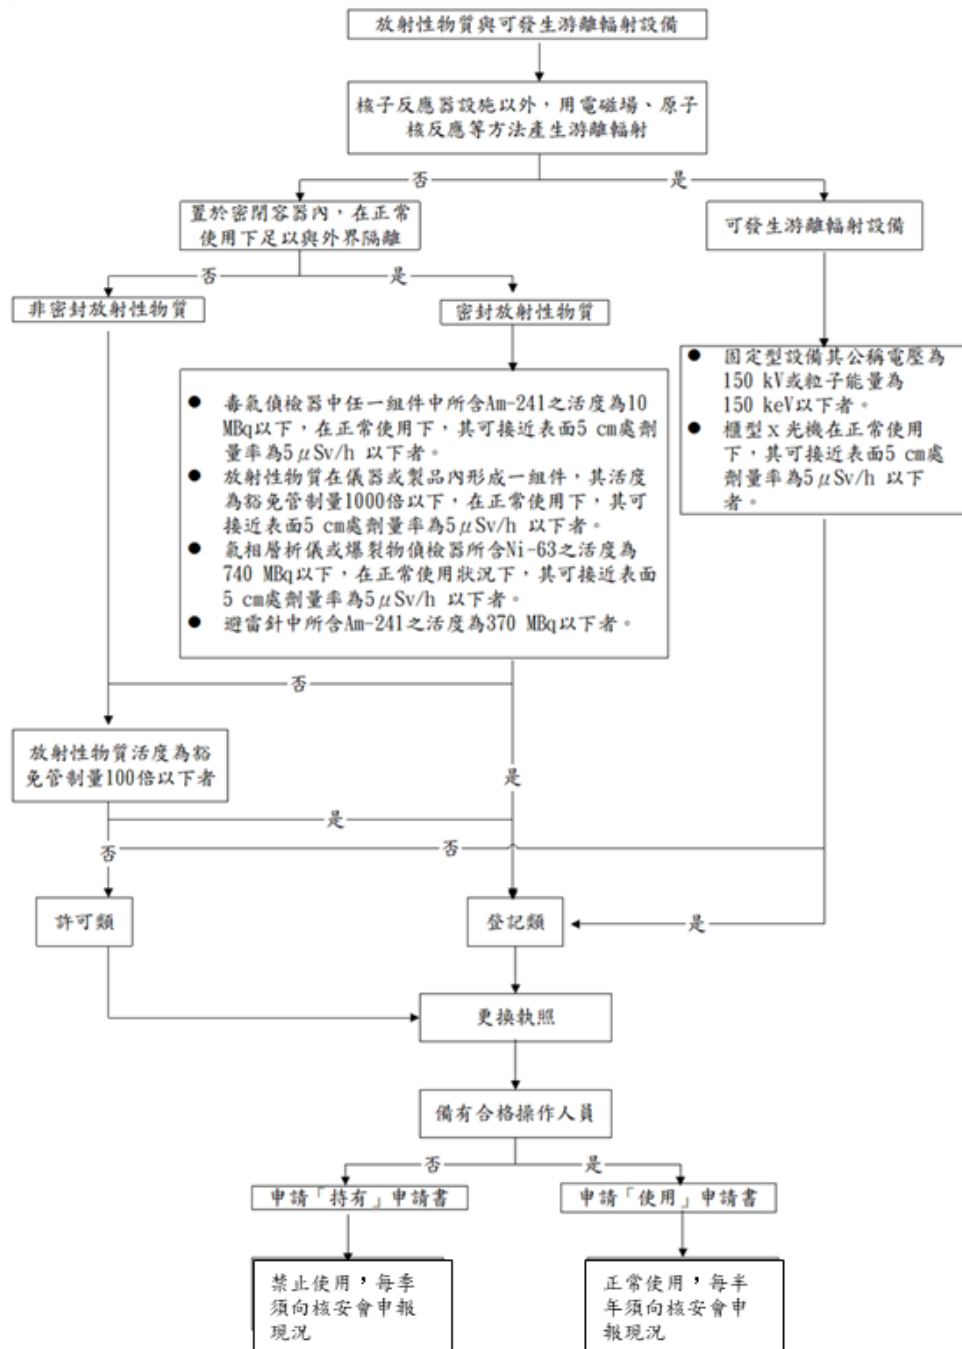 放射性物質與可發生游離輻射設備
核子反應器設施以外，用電磁場、原子
核反應等方法產生游離輻射
否
是
置於密閉容器內，在正常
使用下足以與外界隔離
可發生游離輻射設備
否
是
非密封放射性物質
密封放射性物質
● 固定型設備其公稱電壓為
150 kV或粒子能量為
150 keV以下者。
● 櫃型x光機在正常使用
下，其可接近表面5 cm處
劑量率為5μSv/h 以下
者。
● 毒氣偵檢器中任一組件中所含Am-241之活度為10
MBq以下，在正常使用下，其可接近表面5 cm處劑
量率為5μSv/h 以下者。
● 放射性物質在儀器或製品內形成一組件，其活度
為豁免管制量1000倍以下，在正常使用下，其可
接近表面5 cm處劑量率為5μSv/h 以下者。
● 氣相層析儀或爆裂物偵檢器所含Ni-63之活度為
740 MBq以下，在正常使用狀況下，其可接近表面
5 cm處劑量率為5μSv/h 以下者。
● 避雷針中所含Am-241之活度為370 MBq以下者。
否
放射性物質活度為豁
免管制量100倍以下者
是
是
否
否
許可類
登記類
是
更換執照
備有合格操作人員
否
是
申請「持有」申請書
申請「使用」申請書
禁止使用，每季
須向核安會申報
現況
正常使用，每半
年須向核安會申
報現況